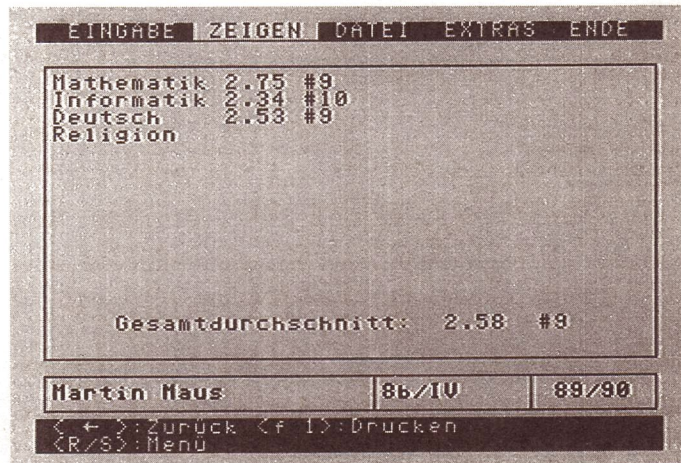 EINGABE ZEIGEN DATEI EXTRAS ENDE
Mathematik 2.75 #9
Informatik 2.34 #10
Deutsch 2.53 #9
Religion
Gesamtdurchschnitt: 2.58 #9
Martin Maus 8b/IV 89/90
< ← >:Zurück <f 1>:Drucken
<R/S>:Menü